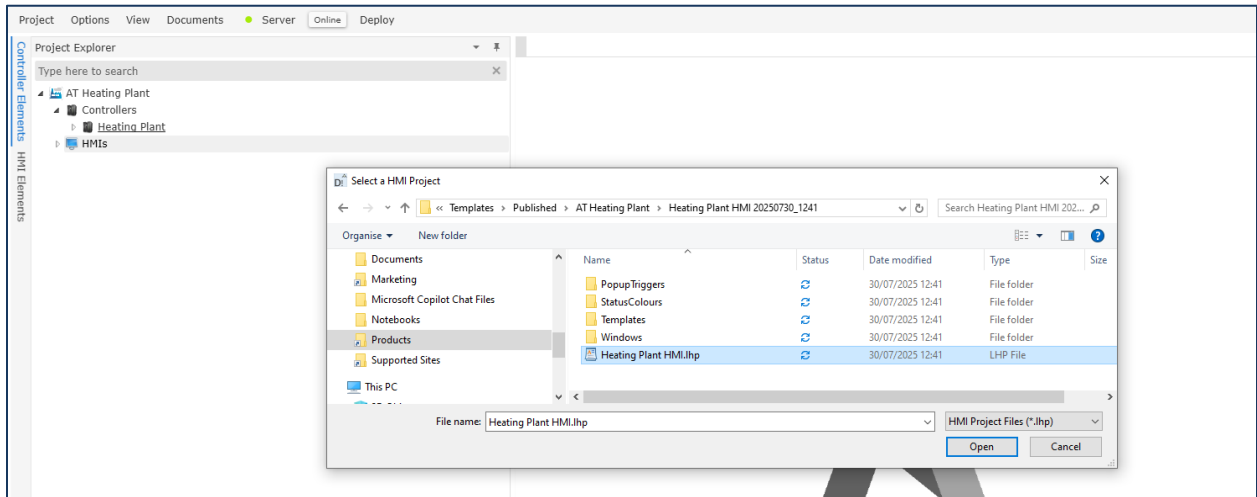 Project Options View Documents Server Online Deploy
Controller Elements
HMI Elements
Project Explorer
Type here to search
AT Heating Plant
Controllers
Heating Plant
HMIs
D! Select a HMI Project
« Templates > Published > AT Heating Plant > Heating Plant HMI 20250730_1241 Search Heating Plant HMI 202...
Organise New folder ?
Documents
Marketing
Microsoft Copilot Chat Files
Notebooks
Products
Supported Sites
This PC
Name Status Date modified Type Size
PopupTriggers 30/07/2025 12:41 File folder
StatusColours 30/07/2025 12:41 File folder
Templates 30/07/2025 12:41 File folder
Windows 30/07/2025 12:41 File folder
Heating Plant HMI.lhp 30/07/2025 12:41 LHP File
File name: Heating Plant HMI.lhp HMI Project Files (*.lhp)
Open Cancel